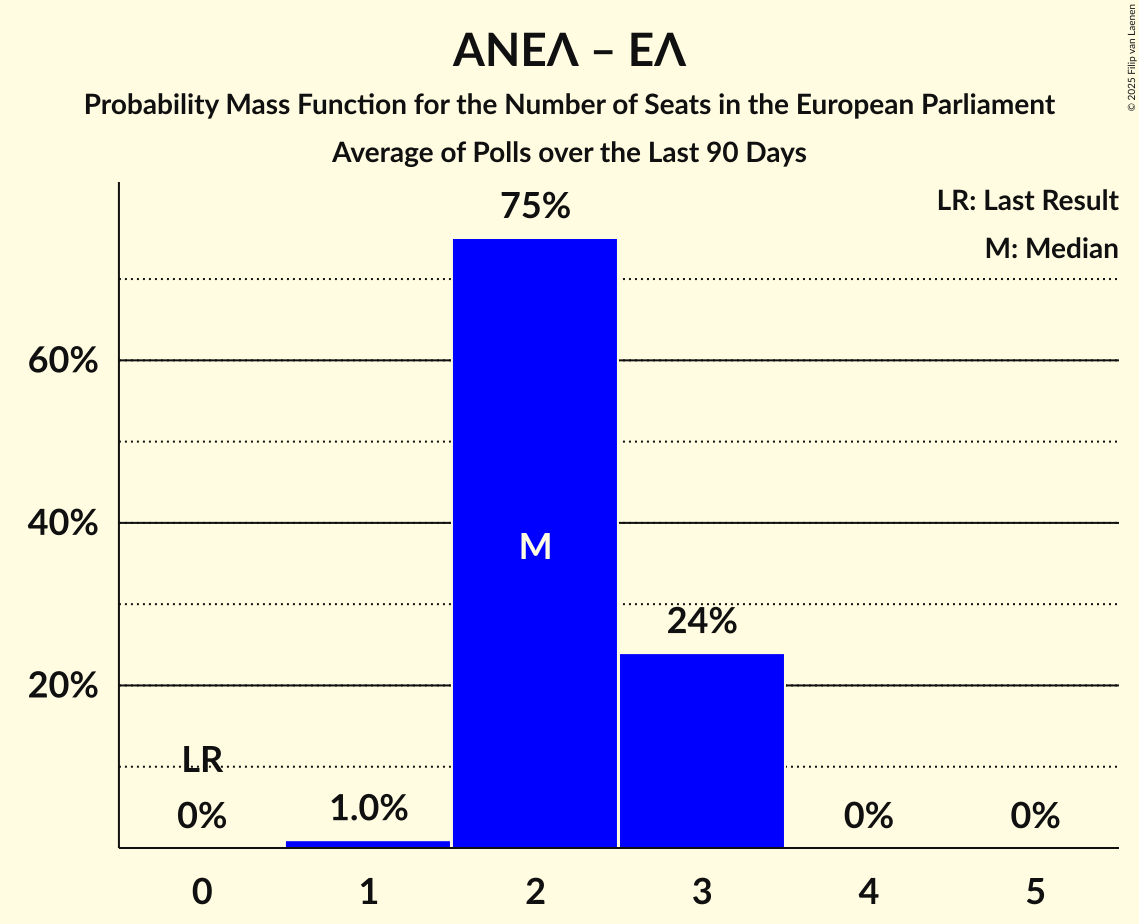 ΑΝΕΛ – ΕΛ
Probability Mass Function for the Number of Seats in the European Parliament
Average of Polls over the Last 90 Days
© 2025 Filip van Laenen
LR: Last Result
M: Median
75%
60%
40%
M
24%
20%
LR
0%
1.0%
0%
0%
0
1
2
3
4
5